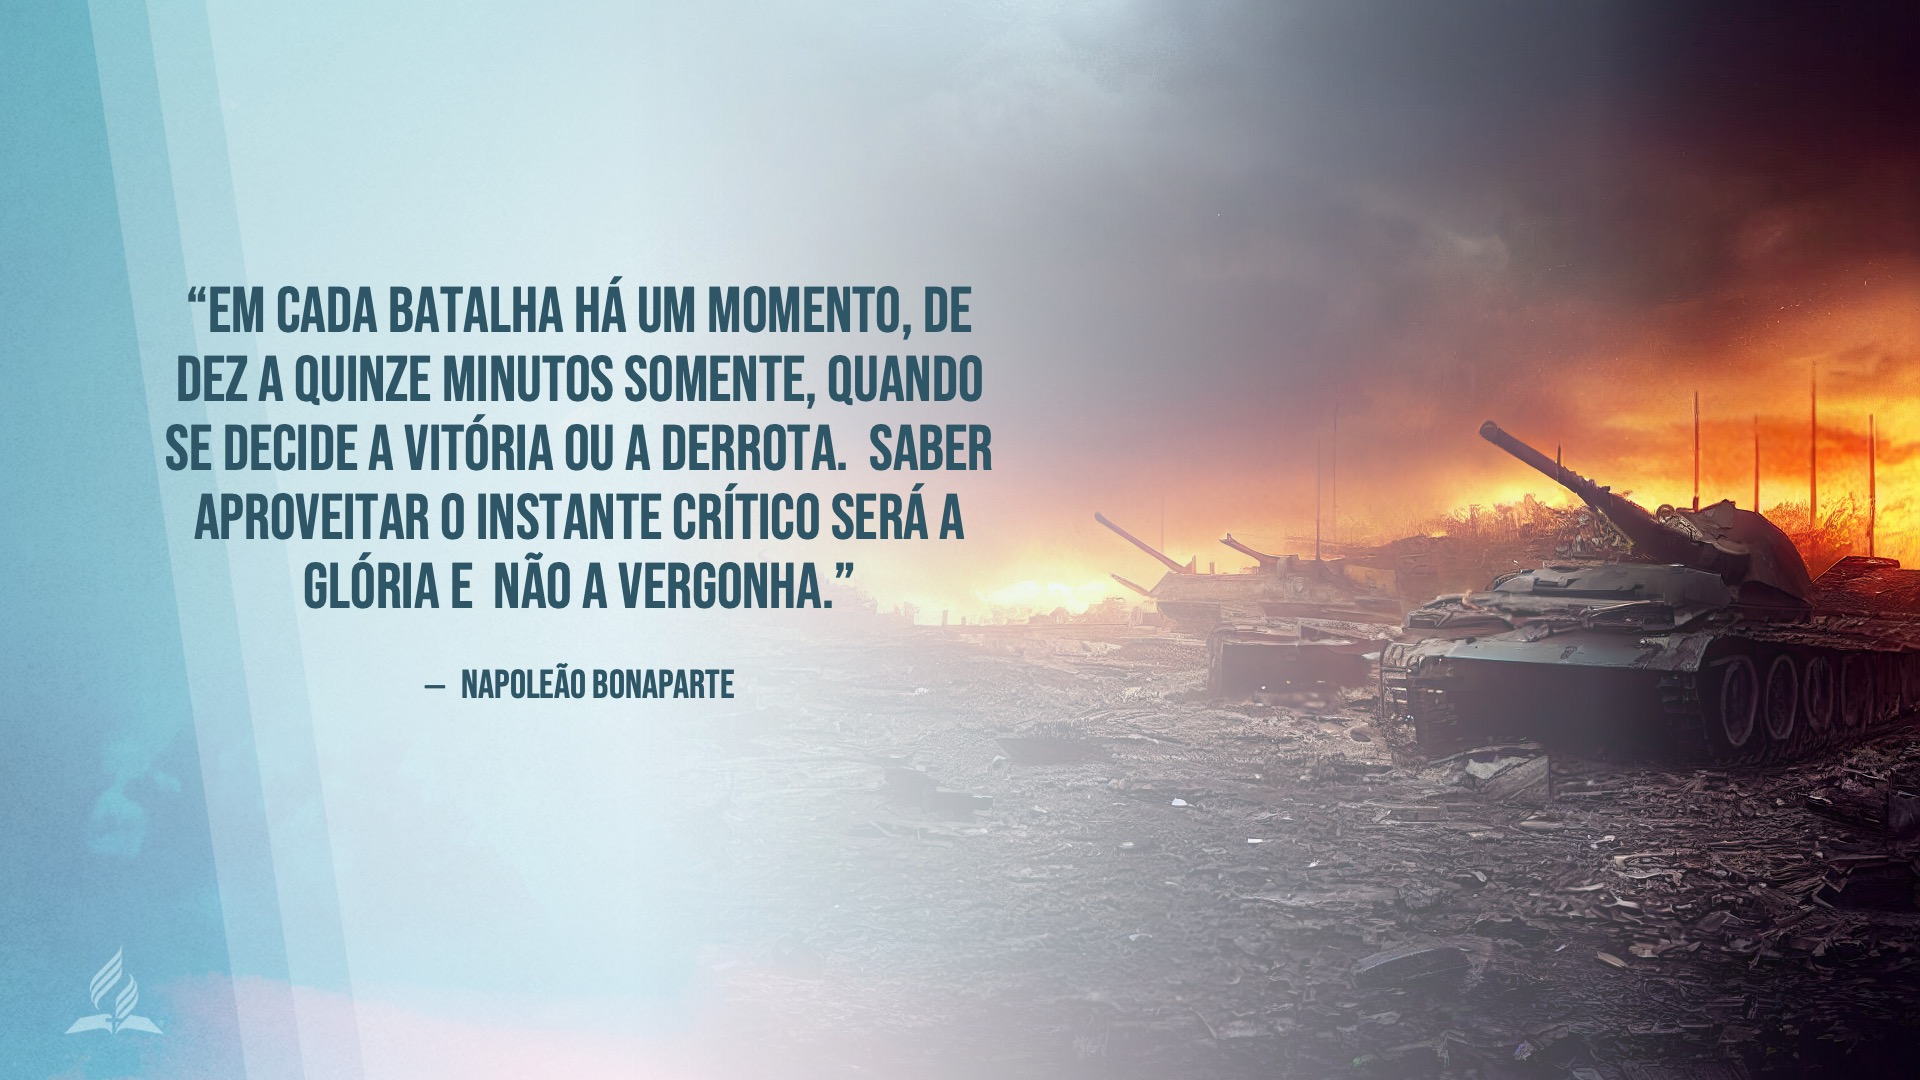 “EM CADA BATALHA HÁ UM MOMENTO, DE
DEZ A QUINZE MINUTOS SOMENTE, QUANDO
SE DECIDE A VITÓRIA OU A DERROTA.  SABER
APROVEITAR O INSTANTE CRÍTICO SERÁ A
GLÓRIA E  NÃO A VERGONHA.”
–  NAPOLEÃO BONAPARTE